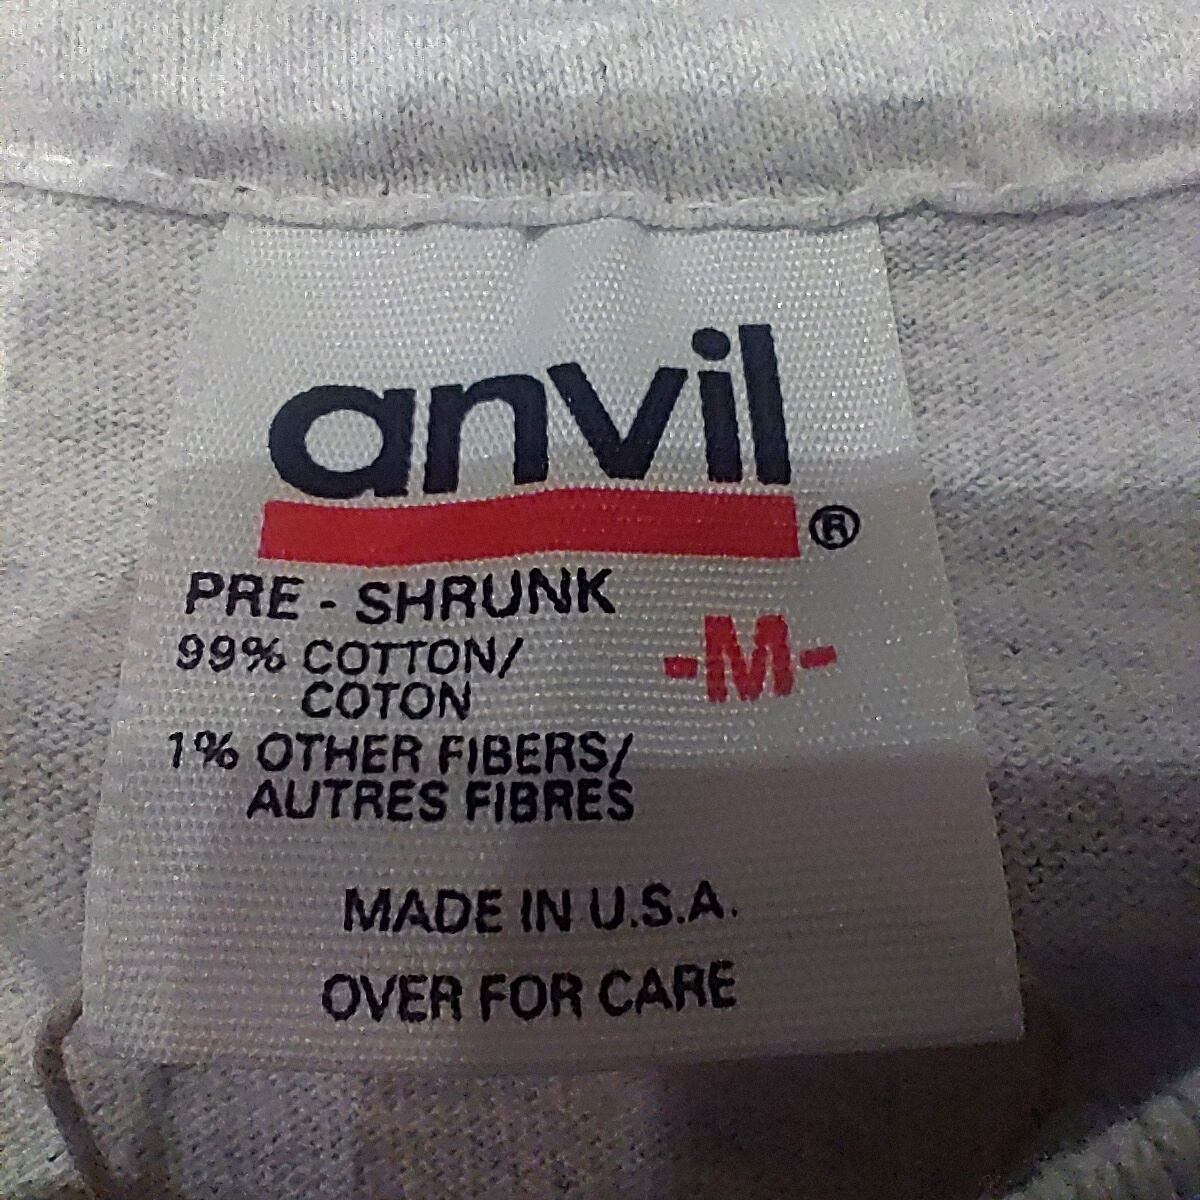 anvil®
PRE - SHRUNK
99% COTTON/
COTON
-M-
1% OTHER FIBERS/
AUTRES FIBRES
MADE IN U.S.A.
OVER FOR CARE